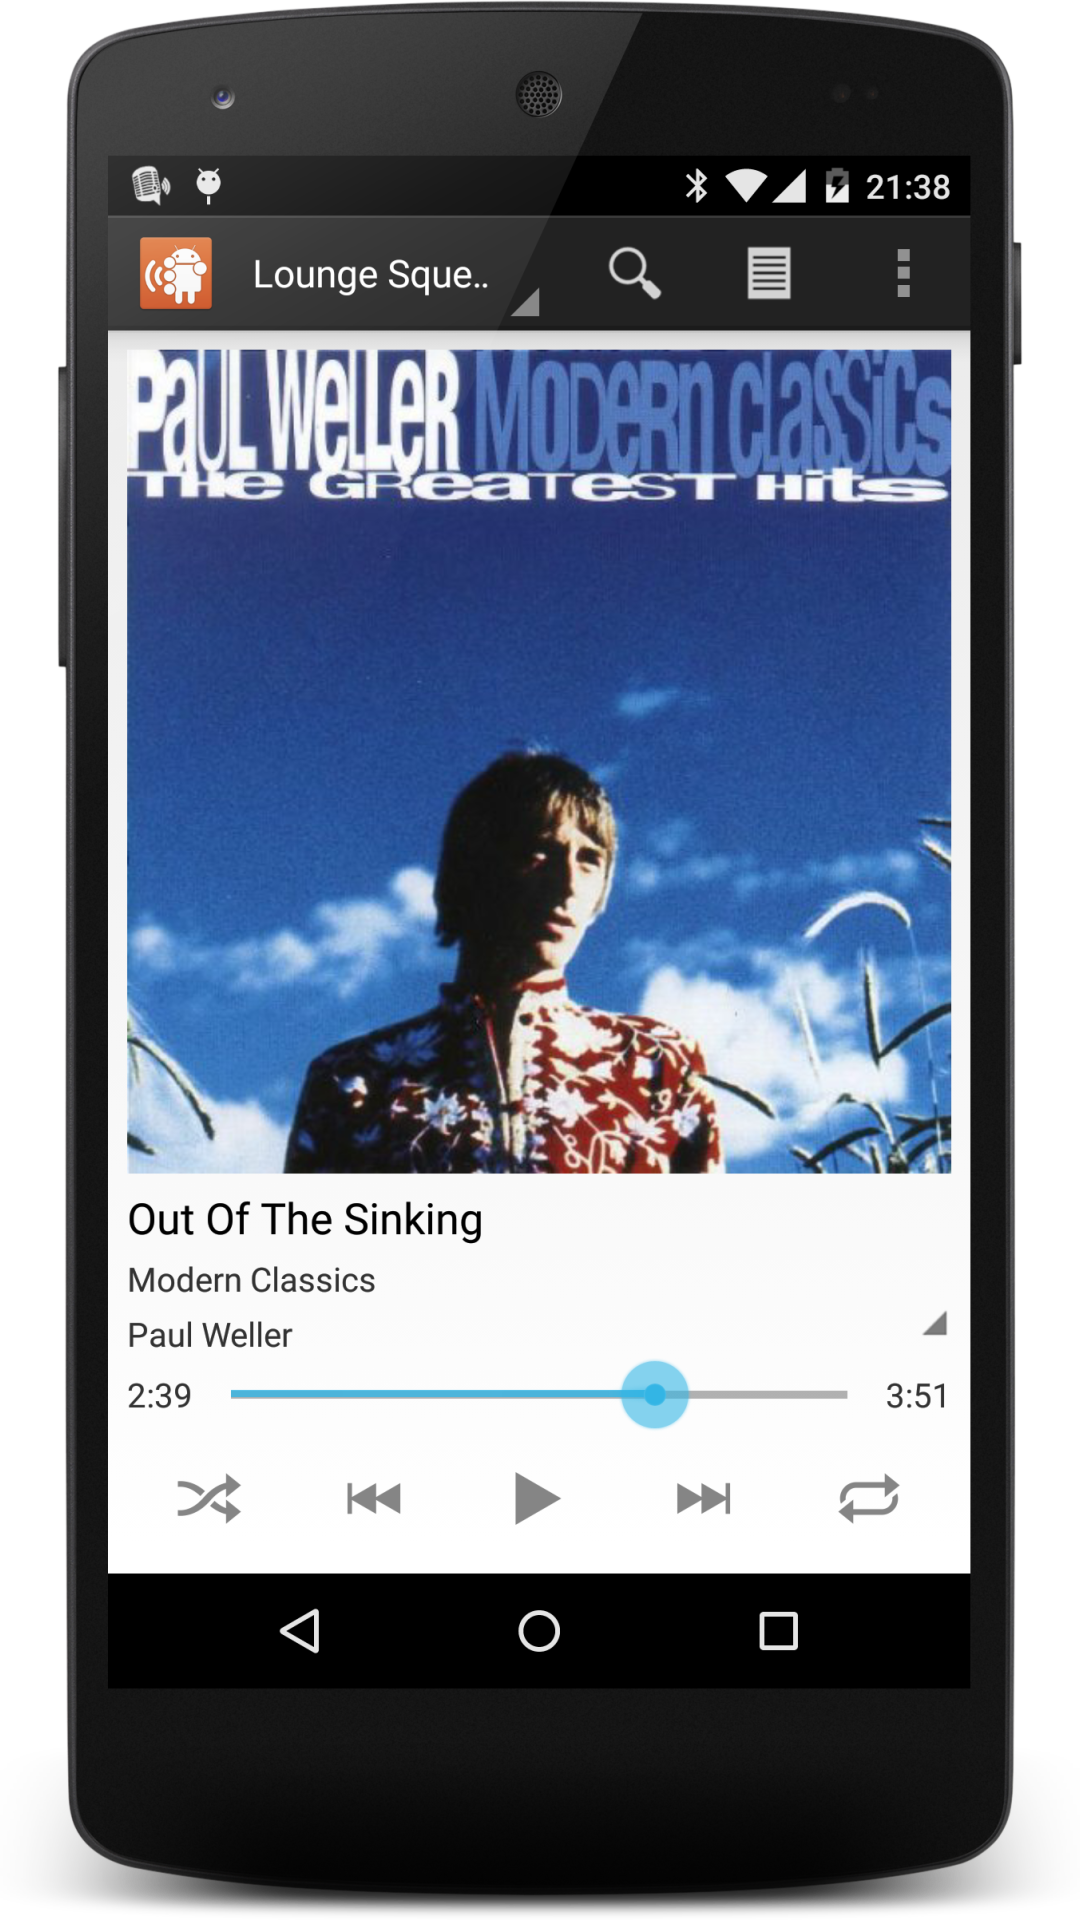 21:38
Lounge Sque..
PAUL WELLER MODERN CLASSICS
THE GREATEST HITS
Out Of The Sinking
Modern Classics
Paul Weller
2:39
3:51